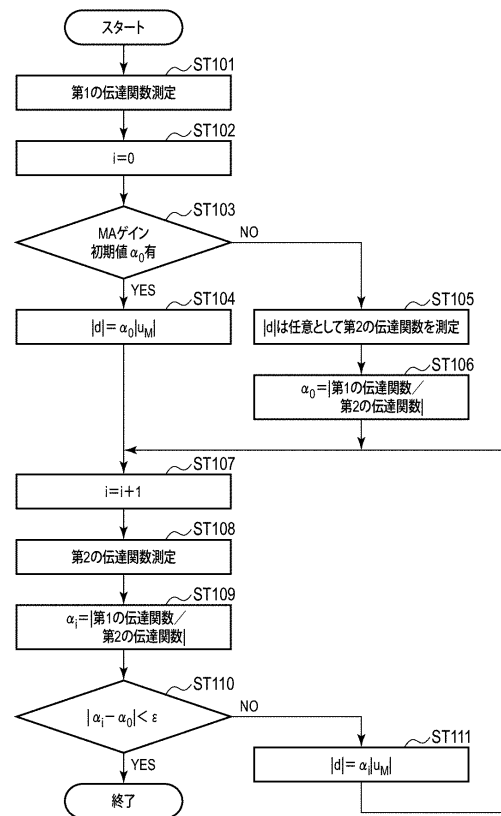 スタート
ST101
第1の伝達関数測定
ST102
i=0
ST103
MAゲイン
初期値 α₀有
NO
YES
ST104
|d|= α₀|u_M|
ST105
|d|は任意として第2の伝達関数を測定
ST106
α₀=|第1の伝達関数／
第2の伝達関数|
ST107
i=i+1
ST108
第2の伝達関数測定
ST109
αᵢ=|第1の伝達関数／
第2の伝達関数|
ST110
|αᵢ− α₀|< ε
NO
YES
ST111
|d|= αᵢ|u_M|
終了